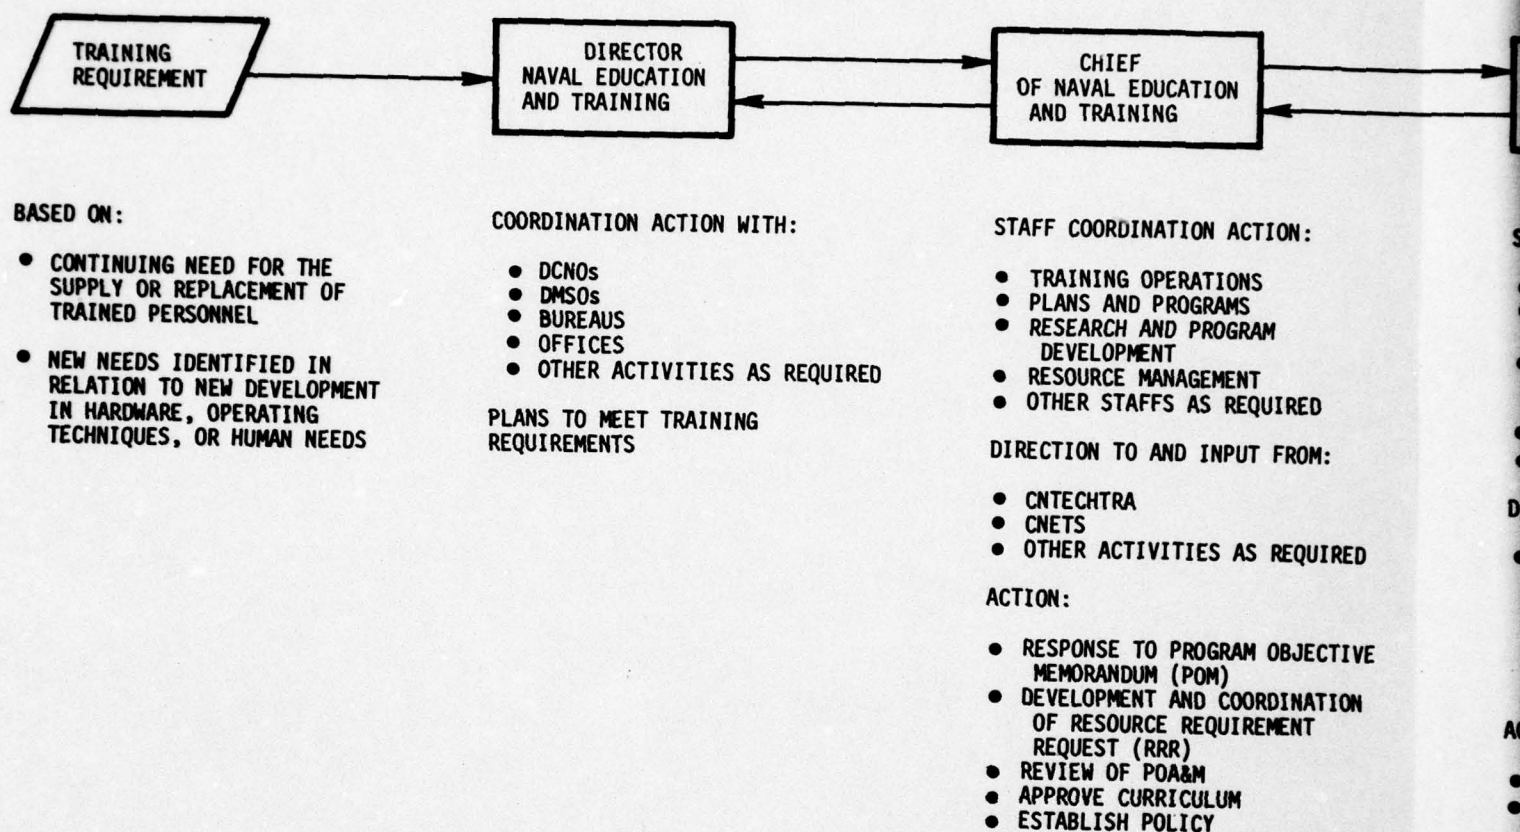 TRAINING
REQUIREMENT
DIRECTOR
NAVAL EDUCATION
AND TRAINING
CHIEF
OF NAVAL EDUCATION
AND TRAINING
BASED ON:
• CONTINUING NEED FOR THE
SUPPLY OR REPLACEMENT OF
TRAINED PERSONNEL
• NEW NEEDS IDENTIFIED IN
RELATION TO NEW DEVELOPMENT
IN HARDWARE, OPERATING
TECHNIQUES, OR HUMAN NEEDS
COORDINATION ACTION WITH:
• DCNOs
• DMSOs
• BUREAUS
• OFFICES
• OTHER ACTIVITIES AS REQUIRED
PLANS TO MEET TRAINING
REQUIREMENTS
STAFF COORDINATION ACTION:
• TRAINING OPERATIONS
• PLANS AND PROGRAMS
• RESEARCH AND PROGRAM
DEVELOPMENT
• RESOURCE MANAGEMENT
• OTHER STAFFS AS REQUIRED
DIRECTION TO AND INPUT FROM:
• CNTECHTRA
• CNETS
• OTHER ACTIVITIES AS REQUIRED
ACTION:
• RESPONSE TO PROGRAM OBJECTIVE
MEMORANDUM (POM)
• DEVELOPMENT AND COORDINATION
OF RESOURCE REQUIREMENT
REQUEST (RRR)
• REVIEW OF POA&M
• APPROVE CURRICULUM
• ESTABLISH POLICY